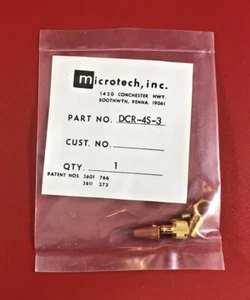 microtech, inc.
1420 CONCHESTER HWY.
BOOTHWYN, PENNA. 19061
PART NO. DCR-4S-3
CUST. NO.
QTY. 1
PATENT NOS. 3601 766
3811 273